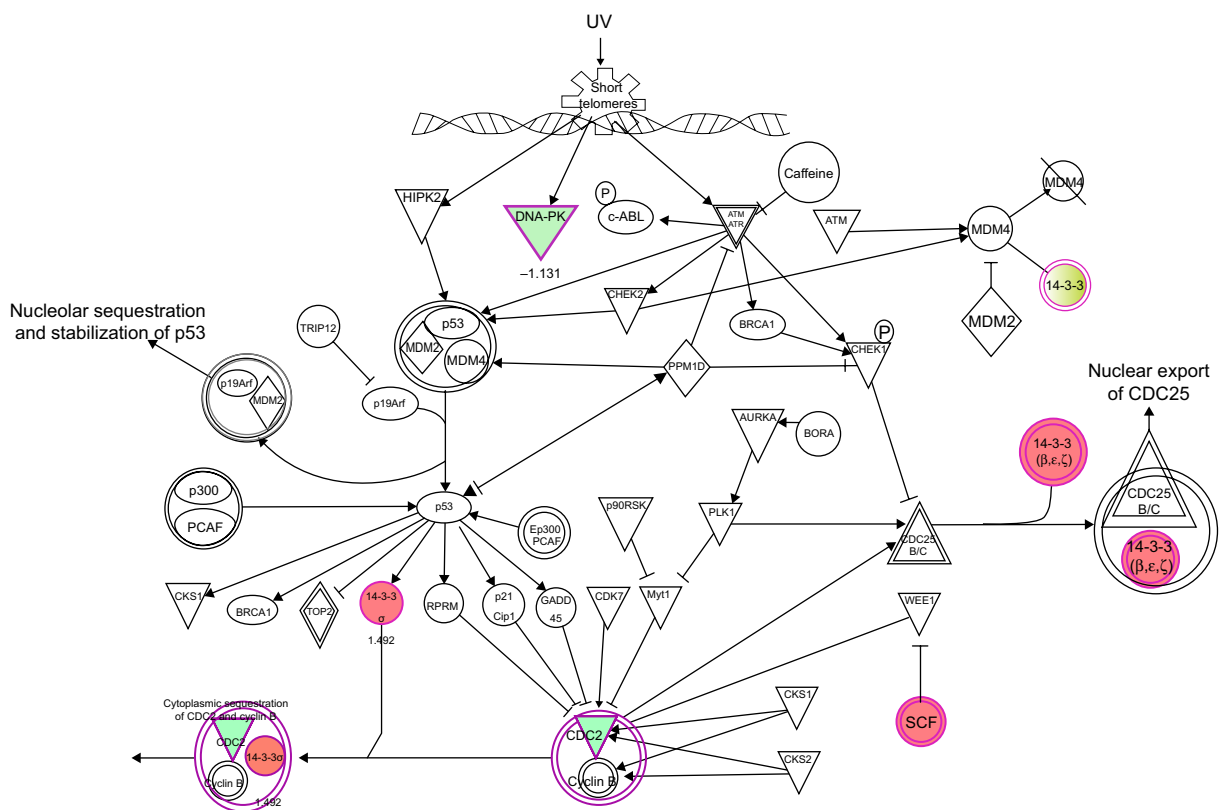 UV
Short
telomeres
Caffeine
HIPK2
DNA-PK
–1.131
P
c-ABL
ATM
ATR
ATM
MDM4
MDM4
14-3-3
MDM2
Nucleolar sequestration
and stabilization of p53
TRIP12
p53
MDM2
MDM4
CHEK2
BRCA1
P
CHEK1
PPM1D
p19Arf
MDM2
p19Arf
Nuclear export
of CDC25
AURKA
BORA
14-3-3
(β,ε,ζ)
p300
PCAF
p53
Ep300
PCAF
p90RSK
PLK1
CDC25
B/C
CDC25
B/C
14-3-3
(β,ε,ζ)
CKS1
BRCA1
TOP2
14-3-3
σ
1.492
RPRM
p21
Cip1
GADD
45
CDK7
Myt1
WEE1
SCF
Cytoplasmic sequestration
of CDC2 and cyclin B
CDC2
14-3-3σ
Cyclin B
1.492
CDC2
Cyclin B
CKS1
CKS2